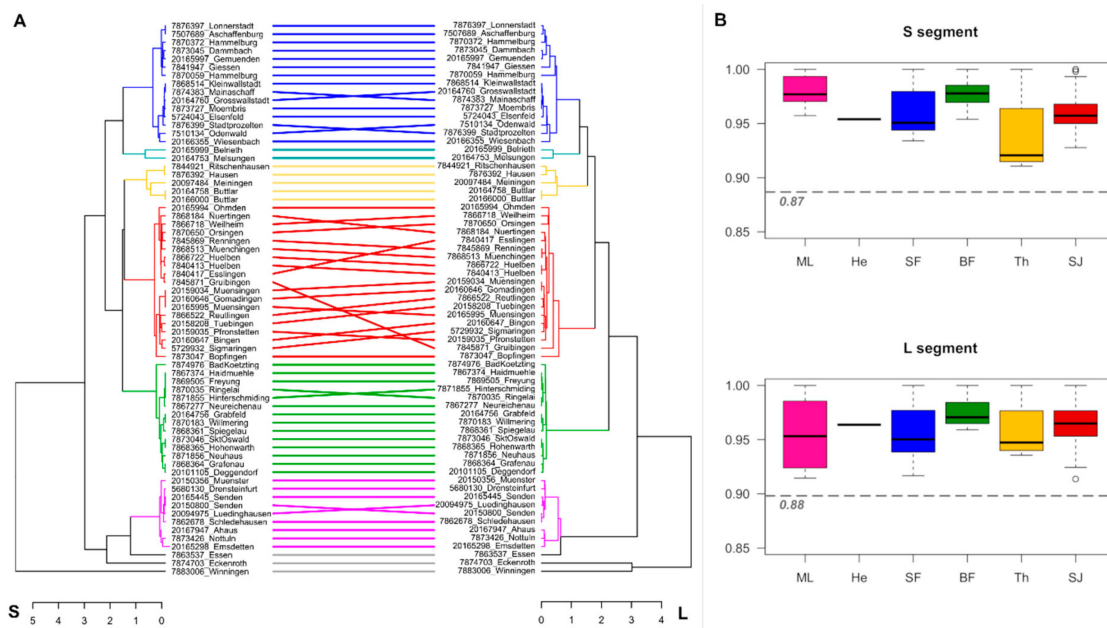 A
7876397_Lonnerstadt
7507689_Aschaffenburg
7870372_Hammelburg
7873045_Dammbach
20165997_Gemuenden
7841947_Giessen
7870059_Hammelburg
7868514_Kleinwallstadt
7874383_Mainaschaff
20164760_Grosswallstadt
7873727_Moembris
5724043_Elsenfeld
7876399_Stadtprozelten
7510134_Odenwald
20166355_Wiesenbach
20165999_Belrieth
20164753_Melsungen
7844921_Ritschenhausen
7876392_Hausen
20097484_Meiningen
20164758_Buttlar
20166000_Buttlar
20165994_Ohmden
7868184_Nuertingen
7866718_Weilheim
7870650_Orsingen
7845869_Renningen
7868513_Muenchingen
7866722_Huelben
7840413_Huelben
7840417_Esslingen
7845871_Gruibingen
20159034_Muensingen
20160646_Gomadingen
20165995_Muensingen
7866522_Reutlingen
20158208_Tuebingen
20159035_Pfronstetten
20160647_Bingen
5729932_Sigmaringen
7873047_Bopfingen
7874976_BadKoetzting
7867374_Haidmuehle
7869505_Freyung
7870035_Ringelai
7871855_Hinterschmiding
7867277_Neureichenau
20164756_Grabfeld
7870183_Willmering
7868361_Spiegelau
7873046_SktOswald
7868365_Hohenwarth
7871856_Neuhaus
7868364_Grafenau
20101105_Deggendorf
20150356_Muenster
5680130_Drensteinfurt
20165445_Senden
20150800_Senden
20094975_Luedinghausen
7862678_Schledehausen
20167947_Ahaus
7873426_Nottuln
20165298_Emsdetten
7863537_Essen
7874703_Eckenroth
7883006_Winningen
7876397_Lonnerstadt
7507689_Aschaffenburg
7870372_Hammelburg
7873045_Dammbach
20165997_Gemuenden
7841947_Giessen
7870059_Hammelburg
7868514_Kleinwallstadt
20164760_Grosswallstadt
7874383_Mainaschaff
7873727_Moembris
5724043_Elsenfeld
7510134_Odenwald
7876399_Stadtprozelten
20166355_Wiesenbach
20165999_Belrieth
20164753_Melsungen
7844921_Ritschenhausen
7876392_Hausen
20097484_Meiningen
20164758_Buttlar
20166000_Buttlar
20165994_Ohmden
7866718_Weilheim
7870650_Orsingen
7868184_Nuertingen
7840417_Esslingen
7845869_Renningen
7868513_Muenchingen
7866722_Huelben
7840413_Huelben
20159034_Muensingen
20160646_Gomadingen
7866522_Reutlingen
20158208_Tuebingen
20165995_Muensingen
20160647_Bingen
5729932_Sigmaringen
20159035_Pfronstetten
7845871_Gruibingen
7873047_Bopfingen
7874976_BadKoetzting
7867374_Haidmuehle
7869505_Freyung
7871855_Hinterschmiding
7870035_Ringelai
7867277_Neureichenau
20164756_Grabfeld
7870183_Willmering
7868361_Spiegelau
7873046_SktOswald
7868365_Hohenwarth
7871856_Neuhaus
7868364_Grafenau
20101105_Deggendorf
20150356_Muenster
5680130_Drensteinfurt
20165445_Senden
20094975_Luedinghausen
20150800_Senden
7862678_Schledehausen
20167947_Ahaus
7873426_Nottuln
20165298_Emsdetten
7863537_Essen
7874703_Eckenroth
7883006_Winningen
S
5 4 3 2 1 0
0 1 2 3 4
L
B
S segment
1.00
0.95
0.90
0.87
0.85
ML He SF BF Th SJ
L segment
1.00
0.95
0.90
0.88
0.85
ML He SF BF Th SJ